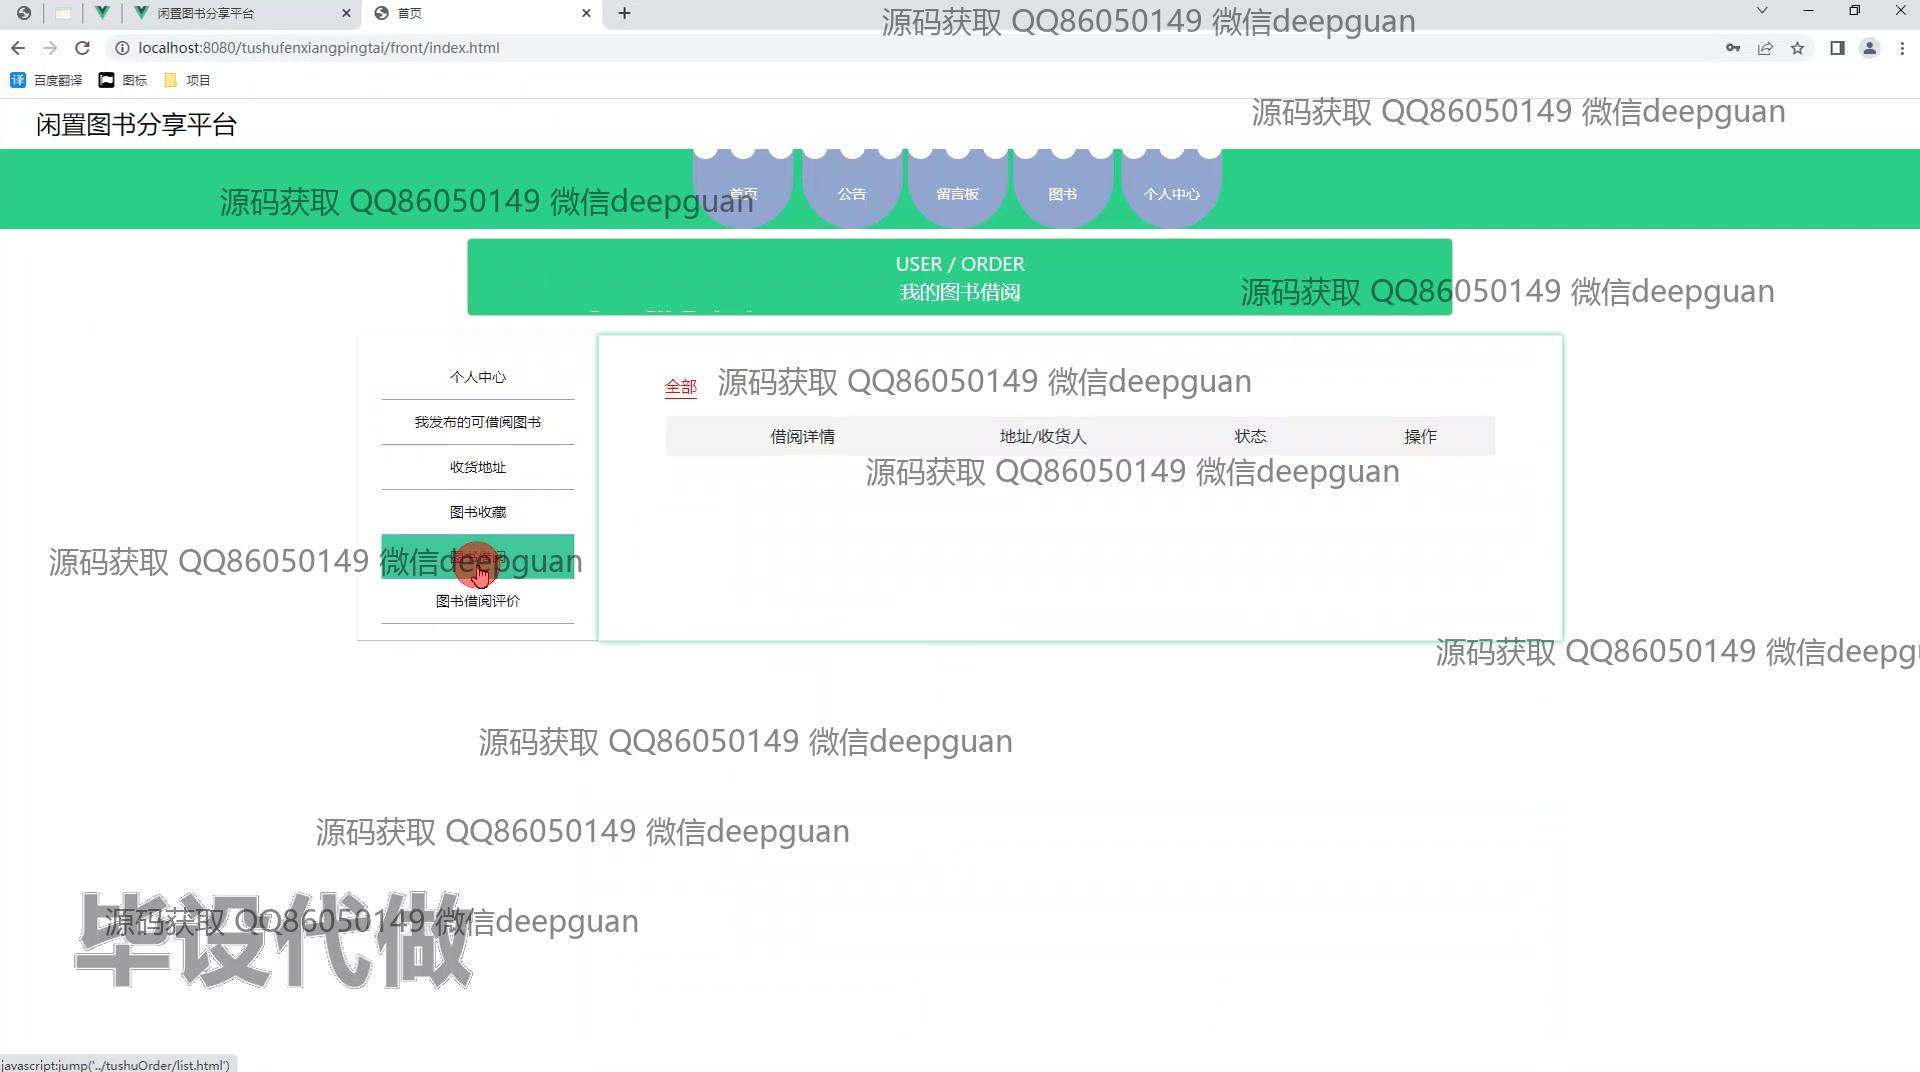 闲置图书分享平台
首页
源码获取 QQ86050149 微信deepguan
localhost:8080/tushufenxiangpingtai/front/index.html
百度翻译
图标
项目
源码获取 QQ86050149 微信deepguan
闲置图书分享平台
首页
公告
留言板
图书
个人中心
源码获取 QQ86050149 微信deepguan
USER / ORDER
我的图书借阅
源码获取 QQ86050149 微信deepguan
个人中心
全部
源码获取 QQ86050149 微信deepguan
我发布的可借阅图书
借阅详情
地址/收货人
状态
操作
收货地址
源码获取 QQ86050149 微信deepguan
图书收藏
图书借阅
源码获取 QQ86050149 微信deepguan
图书借阅评价
源码获取 QQ86050149 微信deepgu
源码获取 QQ86050149 微信deepguan
源码获取 QQ86050149 微信deepguan
源码获取 QQ86050149 微信deepguan
毕设代做
javascript:jump('../tushuOrder/list.html')